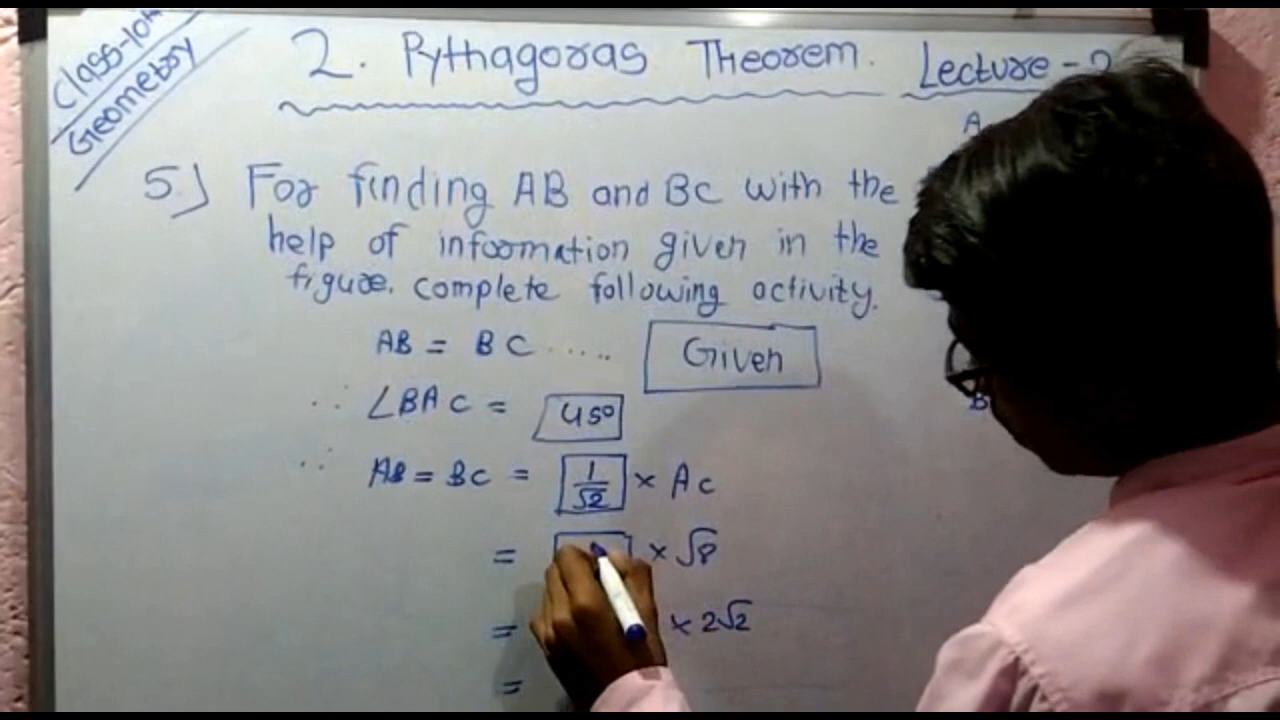 Class-10th
Geometry
2. Pythagoras Theorem. Lecture - 2
A
5.) For finding AB and BC with the
help of information given in the
figure. complete following activity.
AB = BC ..... Given
∴ ∠BAC = 45°
B
∴ AB = BC = 1/√2 × AC
= × √8
= × 2√2
=